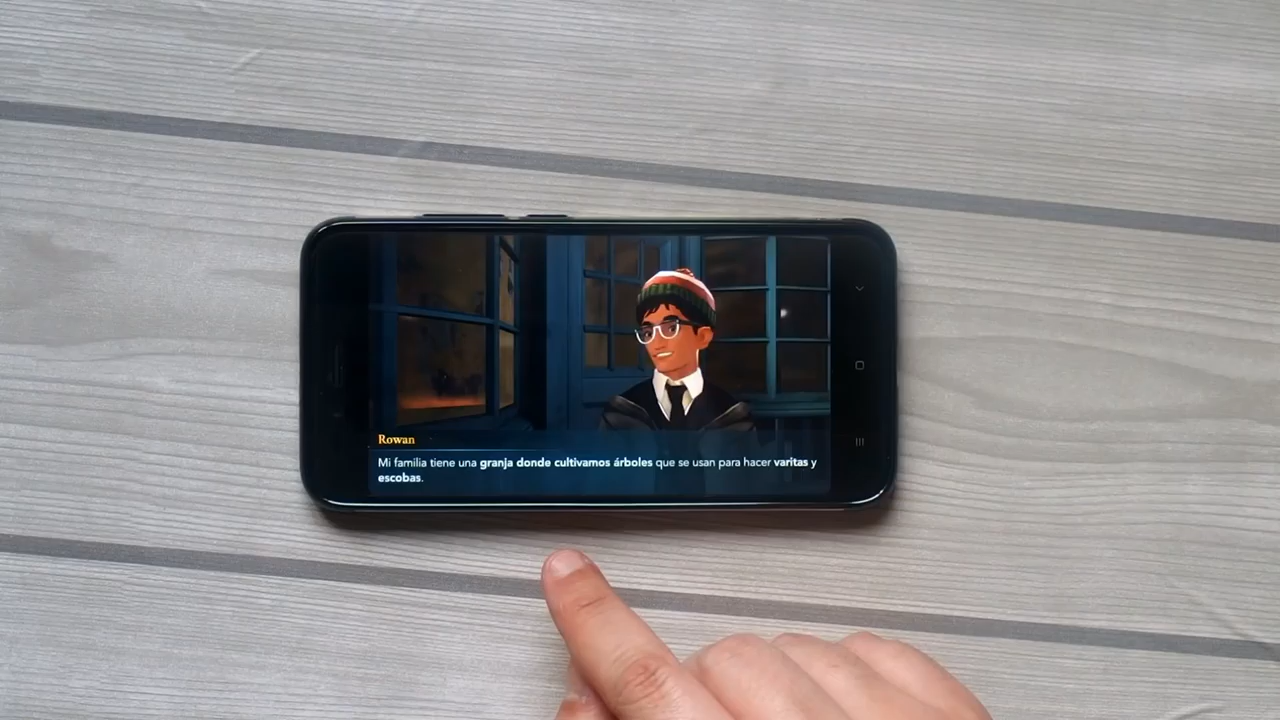 Rowan
Mi familia tiene una granja donde cultivamos árboles que se usan para hacer varitas y
escobas.